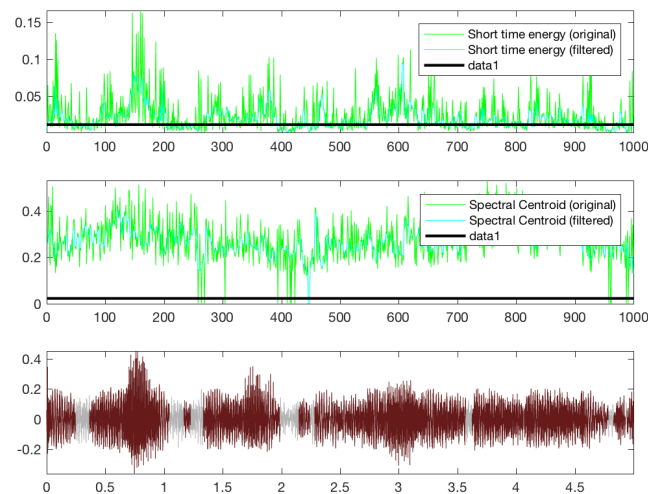 0.15
0.1
0.05
Short time energy (original)
Short time energy (filtered)
data1
0 100 200 300 400 500 600 700 800 900 1000
0.4
0.2
0
Spectral Centroid (original)
Spectral Centroid (filtered)
data1
0 100 200 300 400 500 600 700 800 900 1000
0.4
0.2
0
-0.2
0 0.5 1 1.5 2 2.5 3 3.5 4 4.5